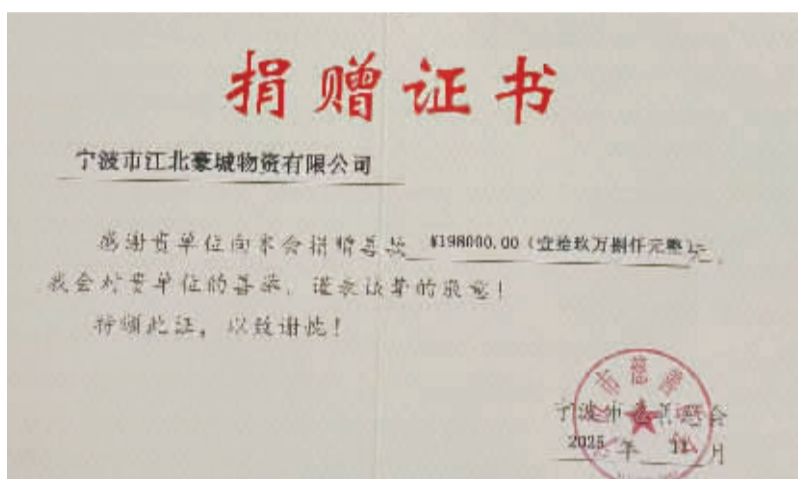 捐赠证书
宁波市江北豪城物资有限公司
感谢贵单位向本会捐赠善款 ¥198000.00（壹拾玖万捌仟元整）元，
我会对贵单位的善举，谨表诚挚的敬意！
特颁此证，以致谢忱！
宁波市慈善总会
2025 年 11 月